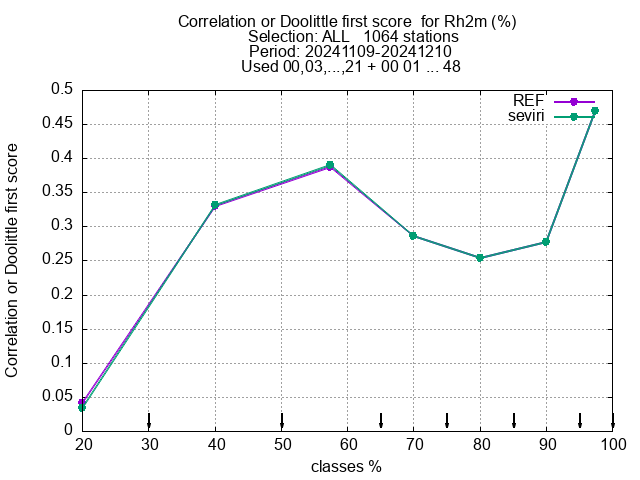 Correlation or Doolittle first score  for Rh2m (%)
Selection: ALL   1064 stations
Period: 20241109-20241210
Used 00,03,...,21 + 00 01 ... 48
REF
seviri
0.5
0.45
0.4
0.35
0.3
0.25
0.2
0.15
0.1
0.05
0
Correlation or Doolittle first score
20 30 40 50 60 70 80 90 100
classes %